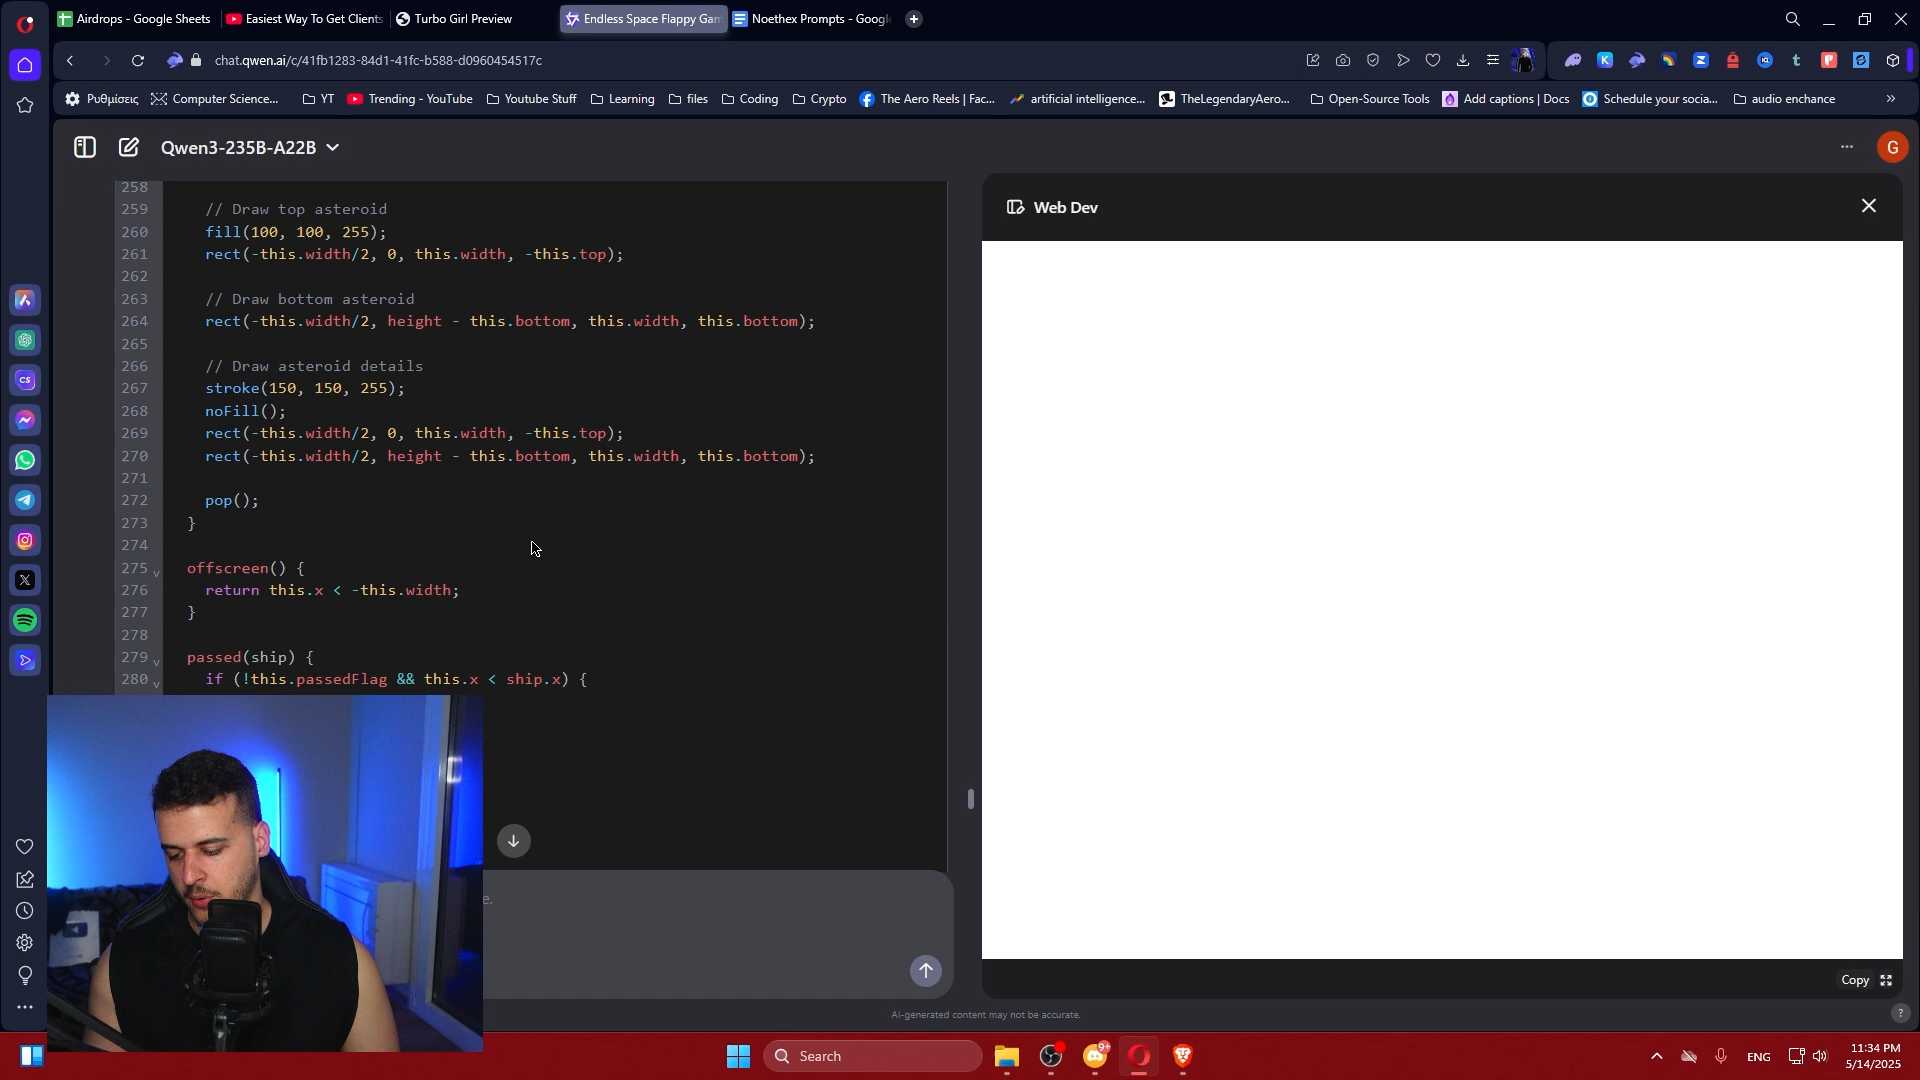 Airdrops - Google Sheets
Easiest Way To Get Clients
Turbo Girl Preview
Endless Space Flappy Gam
Noethex Prompts - Google
chat.qwen.ai/c/41fb1283-84d1-41fc-b588-d0960454517c
Ρυθμίσεις
Computer Science...
YT
Trending - YouTube
Youtube Stuff
Learning
files
Coding
Crypto
The Aero Reels | Fac...
artificial intelligence...
TheLegendaryAero...
Open-Source Tools
Add captions | Docs
Schedule your socia...
audio enchance
Qwen3-235B-A22B
G
258
259 // Draw top asteroid
260 fill(100, 100, 255);
261 rect(-this.width/2, 0, this.width, -this.top);
262
263 // Draw bottom asteroid
264 rect(-this.width/2, height - this.bottom, this.width, this.bottom);
265
266 // Draw asteroid details
267 stroke(150, 150, 255);
268 noFill();
269 rect(-this.width/2, 0, this.width, -this.top);
270 rect(-this.width/2, height - this.bottom, this.width, this.bottom);
271
272 pop();
273 }
274
275 offscreen() {
276 return this.x < -this.width;
277 }
278
279 passed(ship) {
280 if (!this.passedFlag && this.x < ship.x) {
Web Dev
Copy
e.
AI-generated content may not be accurate.
Search
9+
ENG
11:34 PM
5/14/2025